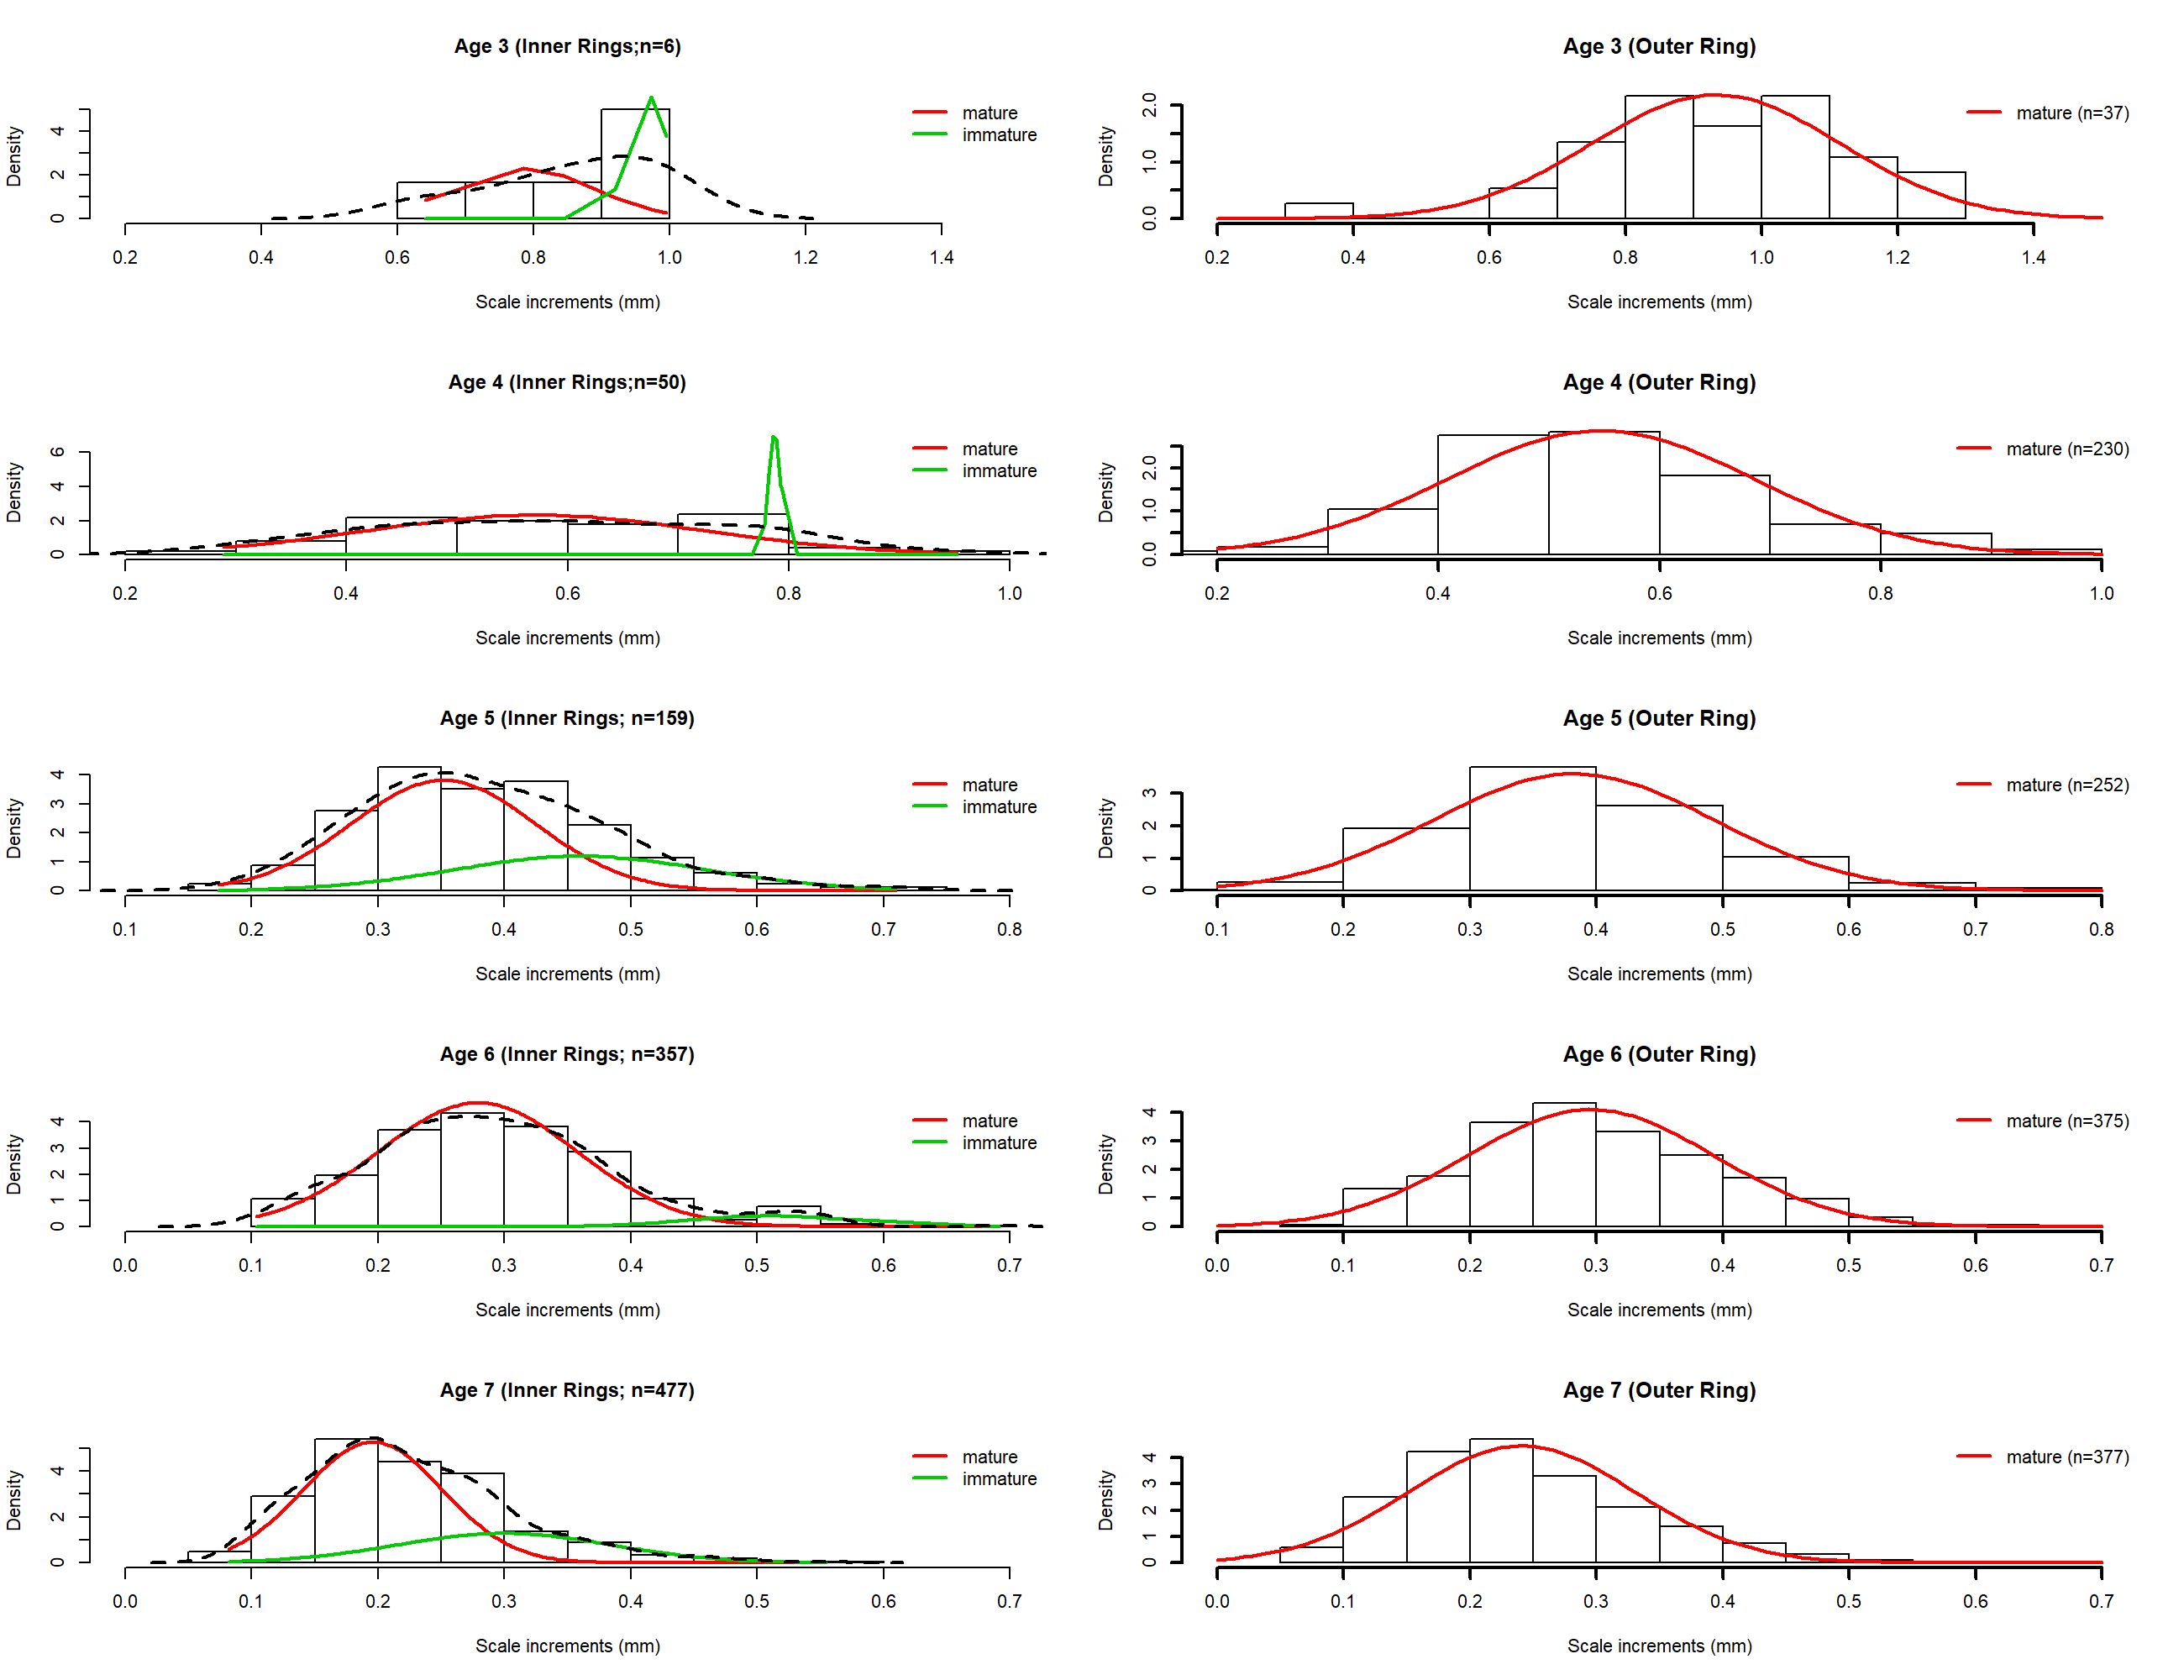 Age 3 (Inner Rings;n=6)
Density
0 2 4
mature
immature
0.2 0.4 0.6 0.8 1.0 1.2 1.4
Scale increments (mm)
Age 3 (Outer Ring)
Density
0.0 1.0 2.0
mature (n=37)
0.2 0.4 0.6 0.8 1.0 1.2 1.4
Scale increments (mm)
Age 4 (Inner Rings;n=50)
Density
0 2 4 6
mature
immature
0.2 0.4 0.6 0.8 1.0
Scale increments (mm)
Age 4 (Outer Ring)
Density
0.0 1.0 2.0
mature (n=230)
0.2 0.4 0.6 0.8 1.0
Scale increments (mm)
Age 5 (Inner Rings; n=159)
Density
0 1 2 3 4
mature
immature
0.1 0.2 0.3 0.4 0.5 0.6 0.7 0.8
Scale increments (mm)
Age 5 (Outer Ring)
Density
0 1 2 3
mature (n=252)
0.1 0.2 0.3 0.4 0.5 0.6 0.7 0.8
Scale increments (mm)
Age 6 (Inner Rings; n=357)
Density
0 1 2 3 4
mature
immature
0.0 0.1 0.2 0.3 0.4 0.5 0.6 0.7
Scale increments (mm)
Age 6 (Outer Ring)
Density
0 1 2 3 4
mature (n=375)
0.0 0.1 0.2 0.3 0.4 0.5 0.6 0.7
Scale increments (mm)
Age 7 (Inner Rings; n=477)
Density
0 2 4
mature
immature
0.0 0.1 0.2 0.3 0.4 0.5 0.6 0.7
Scale increments (mm)
Age 7 (Outer Ring)
Density
0 1 2 3 4
mature (n=377)
0.0 0.1 0.2 0.3 0.4 0.5 0.6 0.7
Scale increments (mm)